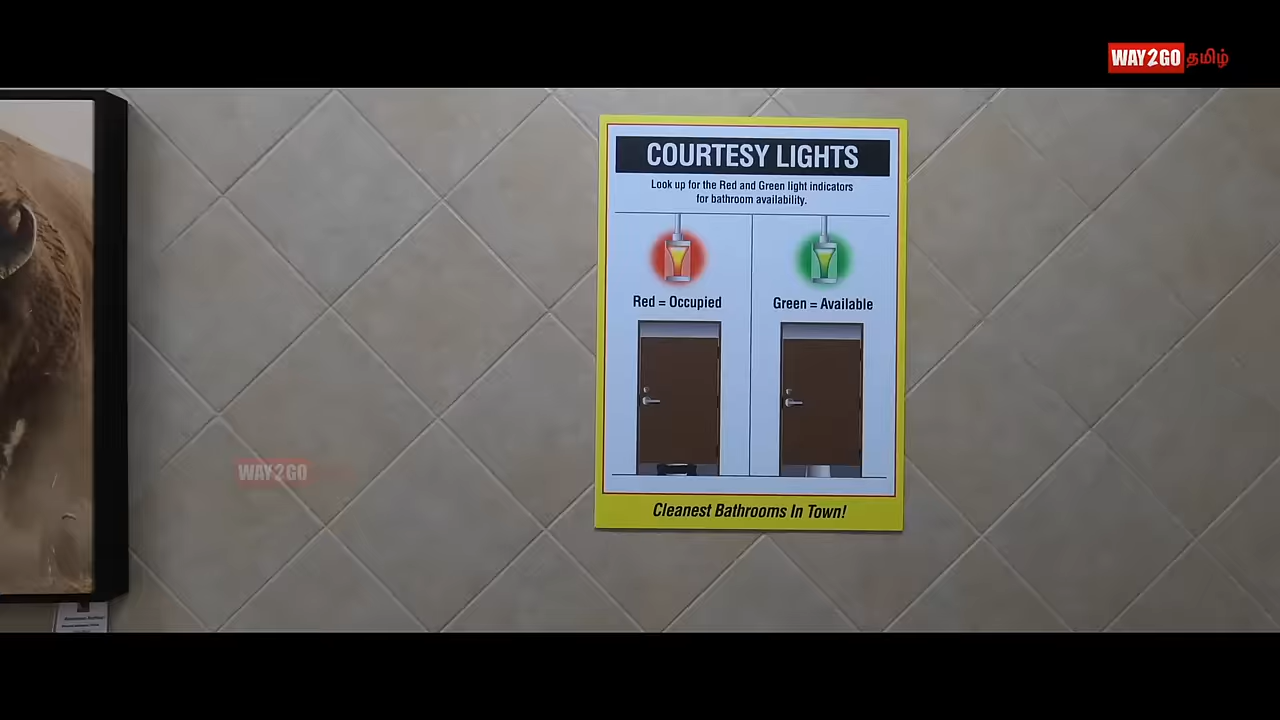 WAY2GO தமிழ்
COURTESY LIGHTS
Look up for the Red and Green light indicators
for bathroom availability.
Red = Occupied
Green = Available
WAY2GO
Cleanest Bathrooms In Town!